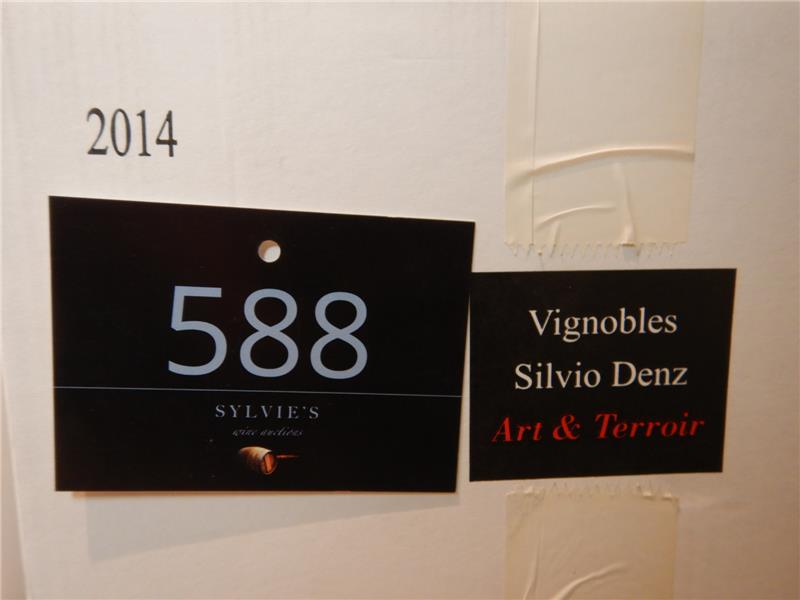 2014
588
SYLVIE'S
wine auctions
Vignobles
Silvio Denz
Art & Terroir